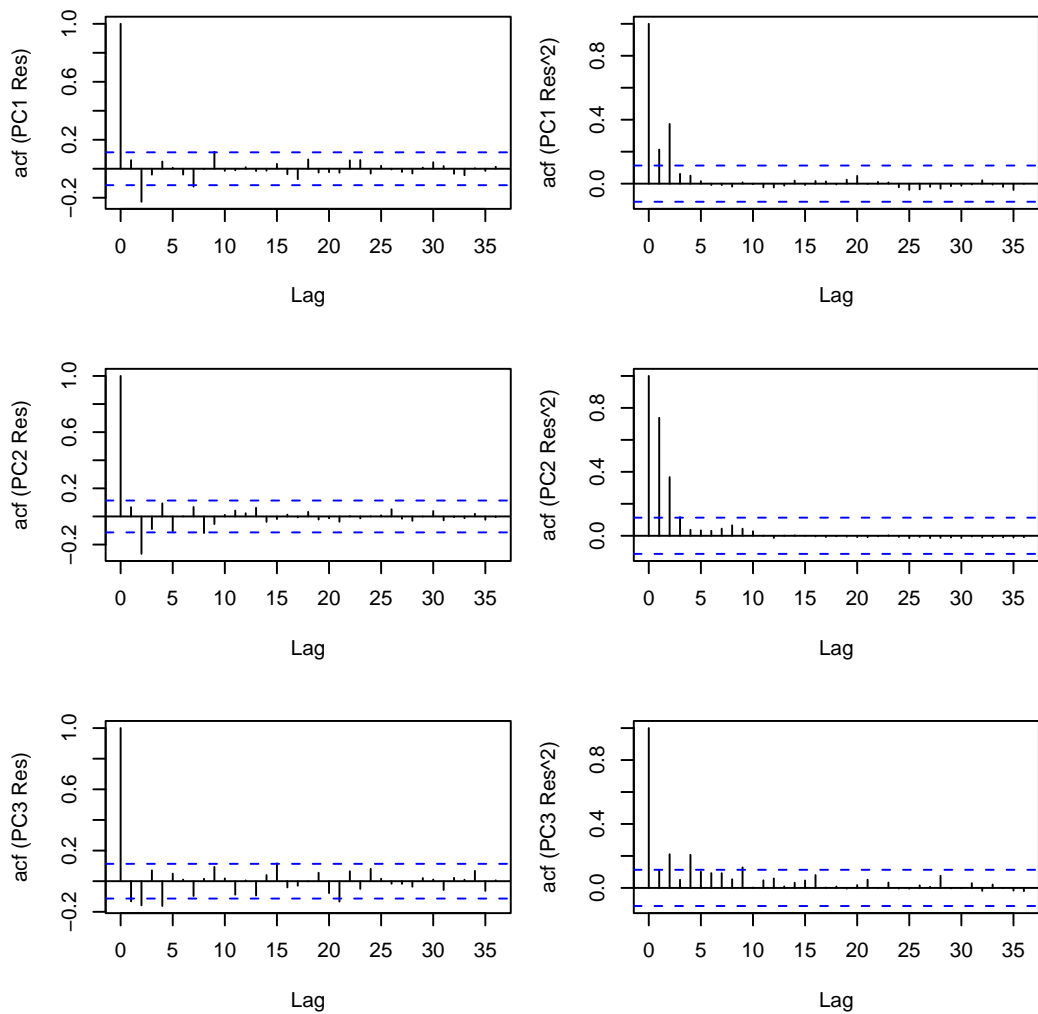 acf (PC1 Res)
1.0
0.6
0.2
−0.2
0 5 10 15 20 25 30 35
Lag
acf (PC1 Res^2)
0.8
0.4
0.0
0 5 10 15 20 25 30 35
Lag
acf (PC2 Res)
1.0
0.6
0.2
−0.2
0 5 10 15 20 25 30 35
Lag
acf (PC2 Res^2)
0.8
0.4
0.0
0 5 10 15 20 25 30 35
Lag
acf (PC3 Res)
1.0
0.6
0.2
−0.2
0 5 10 15 20 25 30 35
Lag
acf (PC3 Res^2)
0.8
0.4
0.0
0 5 10 15 20 25 30 35
Lag